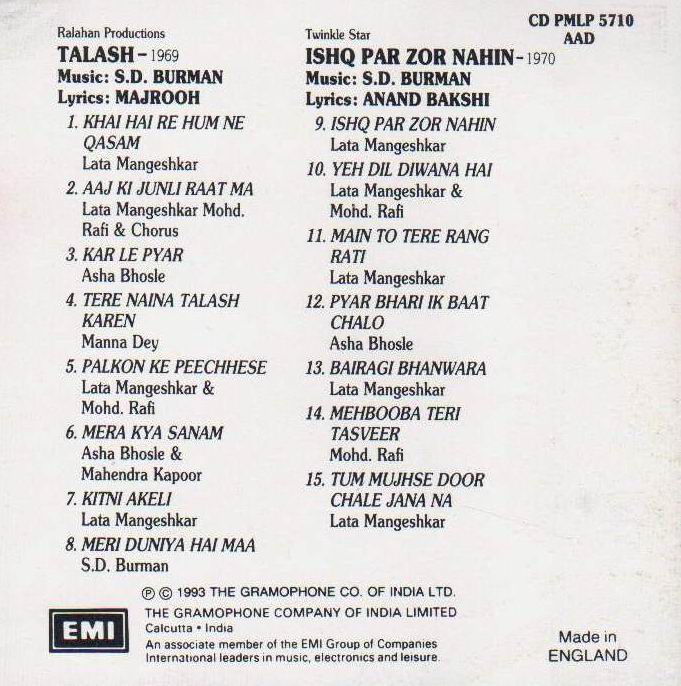 CD PMLP 5710
AAD
Ralahan Productions
TALASH – 1969
Music: S.D. BURMAN
Lyrics: MAJROOH
1. KHAI HAI RE HUM NE
QASAM
Lata Mangeshkar
2. AAJ KI JUNLI RAAT MA
Lata Mangeshkar Mohd.
Rafi & Chorus
3. KAR LE PYAR
Asha Bhosle
4. TERE NAINA TALASH
KAREN
Manna Dey
5. PALKON KE PEECHHESE
Lata Mangeshkar &
Mohd. Rafi
6. MERA KYA SANAM
Asha Bhosle &
Mahendra Kapoor
7. KITNI AKELI
Lata Mangeshkar
8. MERI DUNIYA HAI MAA
S.D. Burman
Twinkle Star
ISHQ PAR ZOR NAHIN – 1970
Music: S.D. BURMAN
Lyrics: ANAND BAKSHI
9. ISHQ PAR ZOR NAHIN
Lata Mangeshkar
10. YEH DIL DIWANA HAI
Lata Mangeshkar &
Mohd. Rafi
11. MAIN TO TERE RANG
RATI
Lata Mangeshkar
12. PYAR BHARI IK BAAT
CHALO
Asha Bhosle
13. BAIRAGI BHANWARA
Lata Mangeshkar
14. MEHBOOBA TERI
TASVEER
Mohd. Rafi
15. TUM MUJHSE DOOR
CHALE JANA NA
Lata Mangeshkar
℗ © 1993 THE GRAMOPHONE CO. OF INDIA LTD.
EMI
THE GRAMOPHONE COMPANY OF INDIA LIMITED
Calcutta • India
An associate member of the EMI Group of Companies
International leaders in music, electronics and leisure.
Made in
ENGLAND